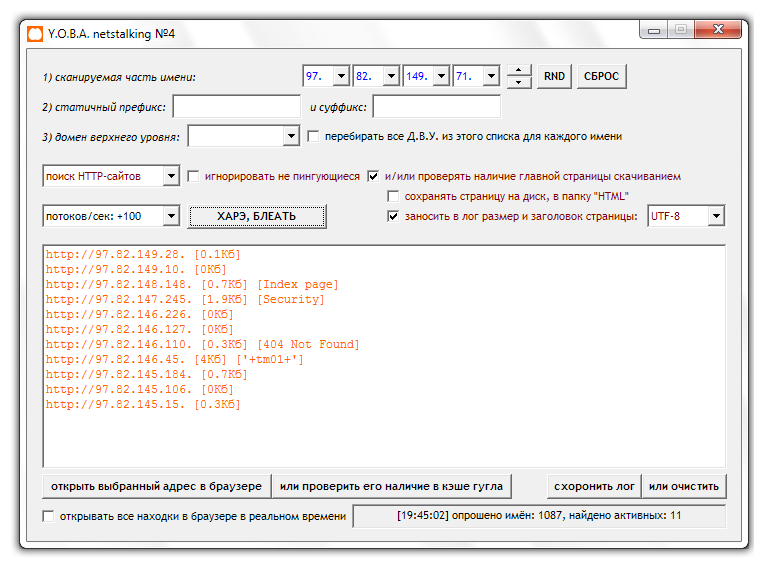 Y.O.B.A. netstalking №4
1) сканируемая часть имени: 97. 82. 149. 71. RND СБРОС
2) статичный префикс: и суффикс:
3) домен верхнего уровня: перебирать все Д.В.У. из этого списка для каждого имени
поиск HTTP-сайтов игнорировать не пингующиеся и/или проверять наличие главной страницы скачиванием
сохранять страницу на диск, в папку "HTML"
потоков/сек: +100 ХАРЭ, БЛЕАТЬ заносить в лог размер и заголовок страницы: UTF-8
http://97.82.149.28. [0.1Кб]
http://97.82.149.10. [0Кб]
http://97.82.148.148. [0.7Кб] [Index page]
http://97.82.147.245. [1.9Кб] [Security]
http://97.82.146.226. [0Кб]
http://97.82.146.127. [0Кб]
http://97.82.146.110. [0.3Кб] [404 Not Found]
http://97.82.146.45. [4Кб] ['+tm01+']
http://97.82.145.184. [0.7Кб]
http://97.82.145.106. [0Кб]
http://97.82.145.15. [0.3Кб]
открыть выбранный адрес в браузере или проверить его наличие в кэше гугла схоронить лог или очистить
открывать все находки в браузере в реальном времени [19:45:02] опрошено имён: 1087, найдено активных: 11